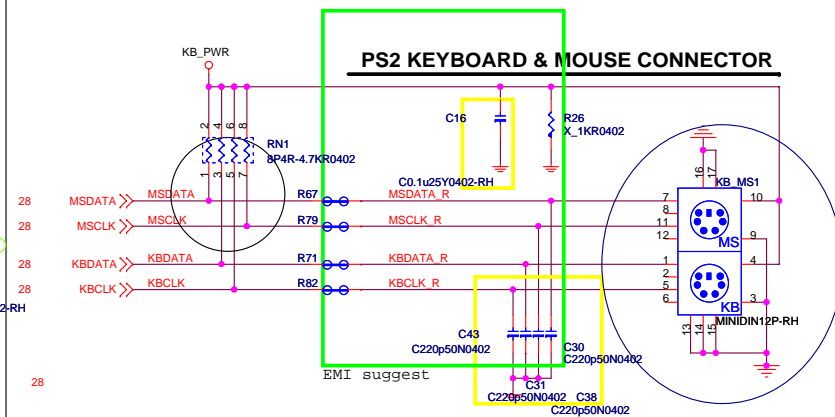 KB_PWR
PS2 KEYBOARD & MOUSE CONNECTOR
C16
R26
X_1KR0402
2 4 6 8
RN1
8P4R-4.7KR0402
1 3 5 7
C0.1u25Y0402-RH
16 17
KB_MS1
28 MSDATA MSDATA R67 MSDATA_R 7 10
8
28 MSCLK MSCLK R79 MSCLK_R 11
12 MS 9
28 KBDATA KBDATA R71 KBDATA_R 1 4
2
28 KBCLK KBCLK R82 KBCLK_R 5
6 KB 3
2-RH
MINIDIN12P-RH
13 14 15
C43
C220p50N0402
C30
C220p50N0402
EMI suggest
28
C31
C220p50N0402
C38
C220p50N0402